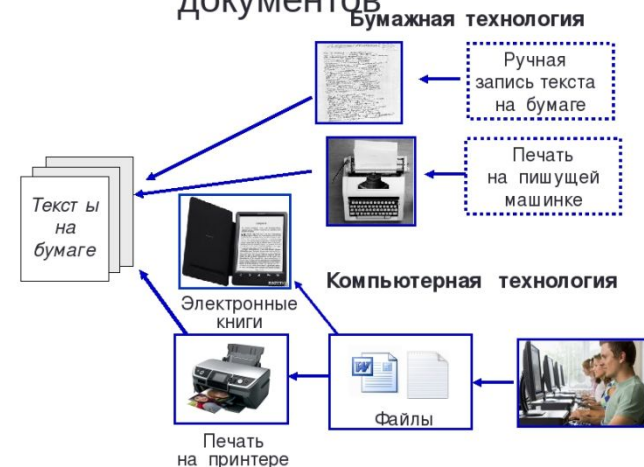 документов
Бумажная технология
Ручная
запись текста
на бумаге
Печать
на пишущей
машинке
Текст ы
на
бумаге
Компьютерная технология
Электронные
книги
W
Файлы
Печать
на принтере